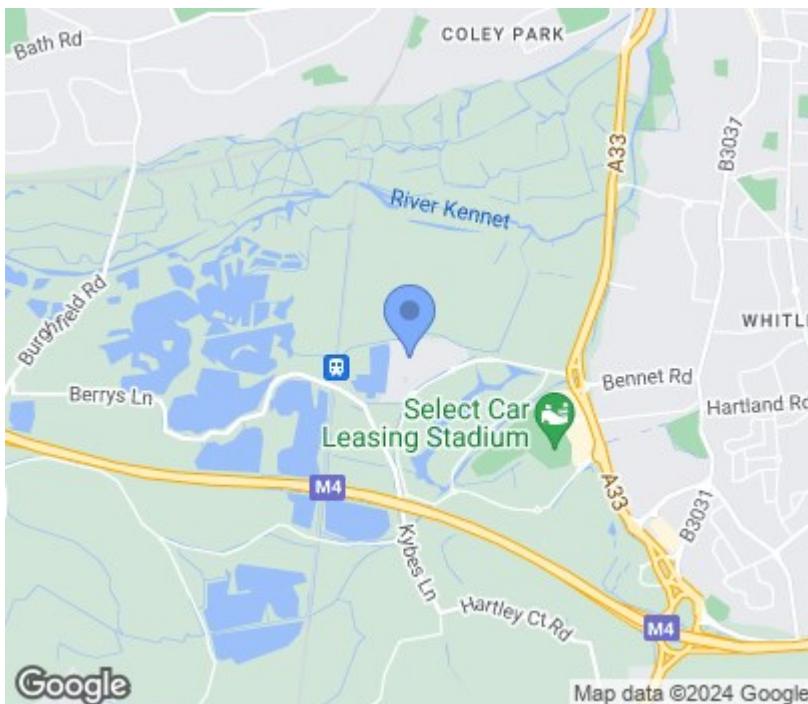 COLEY PARK
Bath Rd
A33
B3031
River Kennet
Burghfield Rd
WHITL
Bennet Rd
Berrys Ln
Hartland Rd
Select Car
Leasing Stadium
M4
A33
B3031
Kybes Ln
Hartley Ct Rd
M4
Google
Map data ©2024 Google